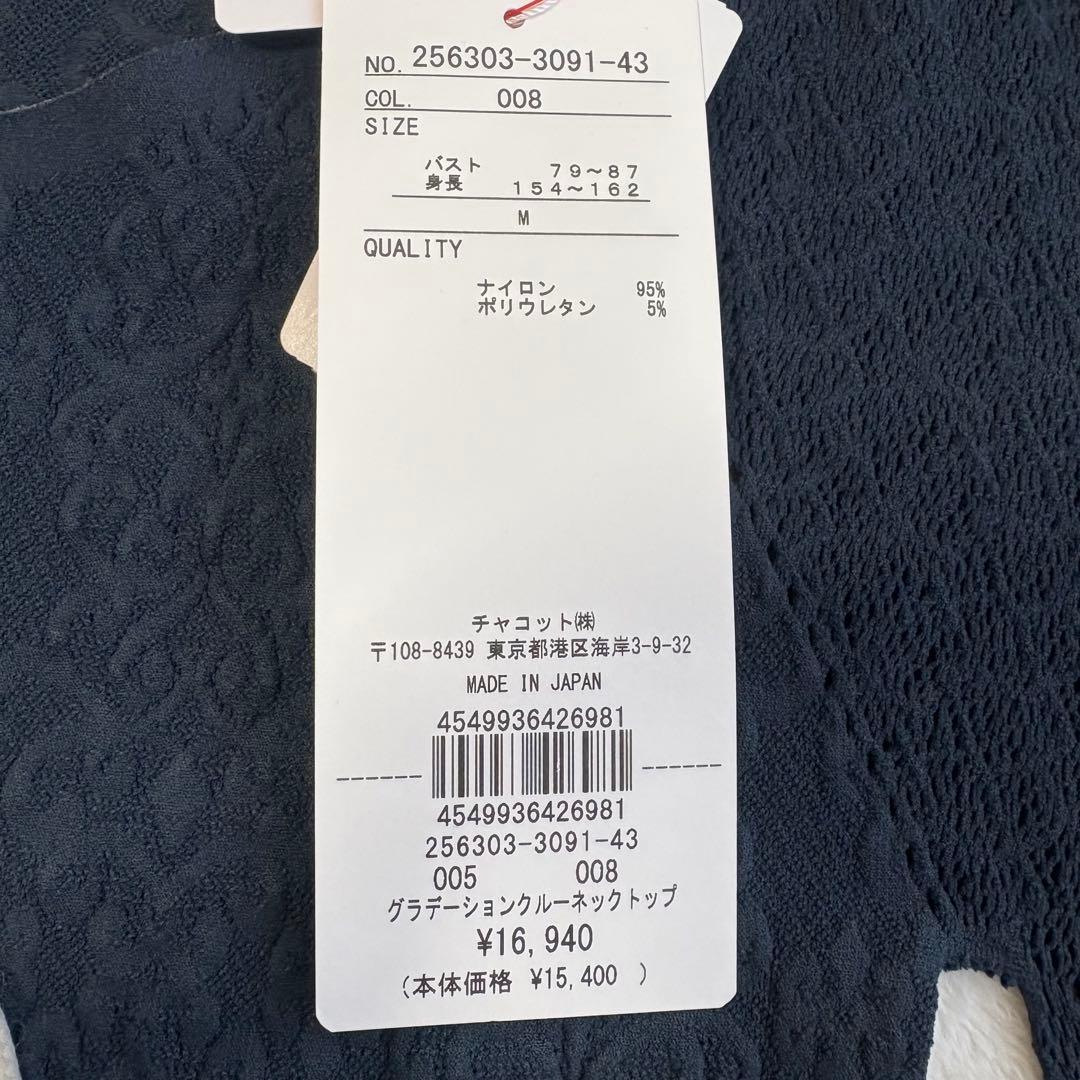 NO. 256303-3091-43
COL. 008
SIZE
バスト 79～87
身長 154～162
M
QUALITY
ナイロン 95%
ポリウレタン 5%
チャコット㈱
〒108-8439 東京都港区海岸3-9-32
MADE IN JAPAN
4549936426981
4549936426981
256303-3091-43
005 008
グラデーションクルーネックトップ
¥16,940
(本体価格 ¥15,400 )